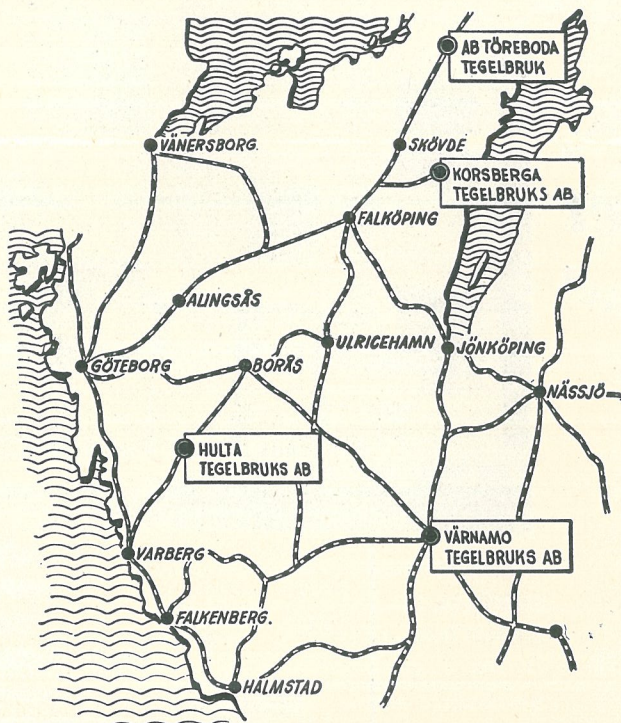 AB TÖREBODA
TEGELBRUK
VÄNERSBORG.
SKÖVDE
KORSBERGA
TEGELBRUKS AB
FALKÖPING
ALINGSÅS
ULRICEHAMN
JÖNKÖPING
GÖTEBORG
BORÅS
NÄSSJÖ
HULTA
TEGELBRUKS AB
VÄRNAMO
TEGELBRUKS AB
VARBERG
FALKENBERG.
HALMSTAD